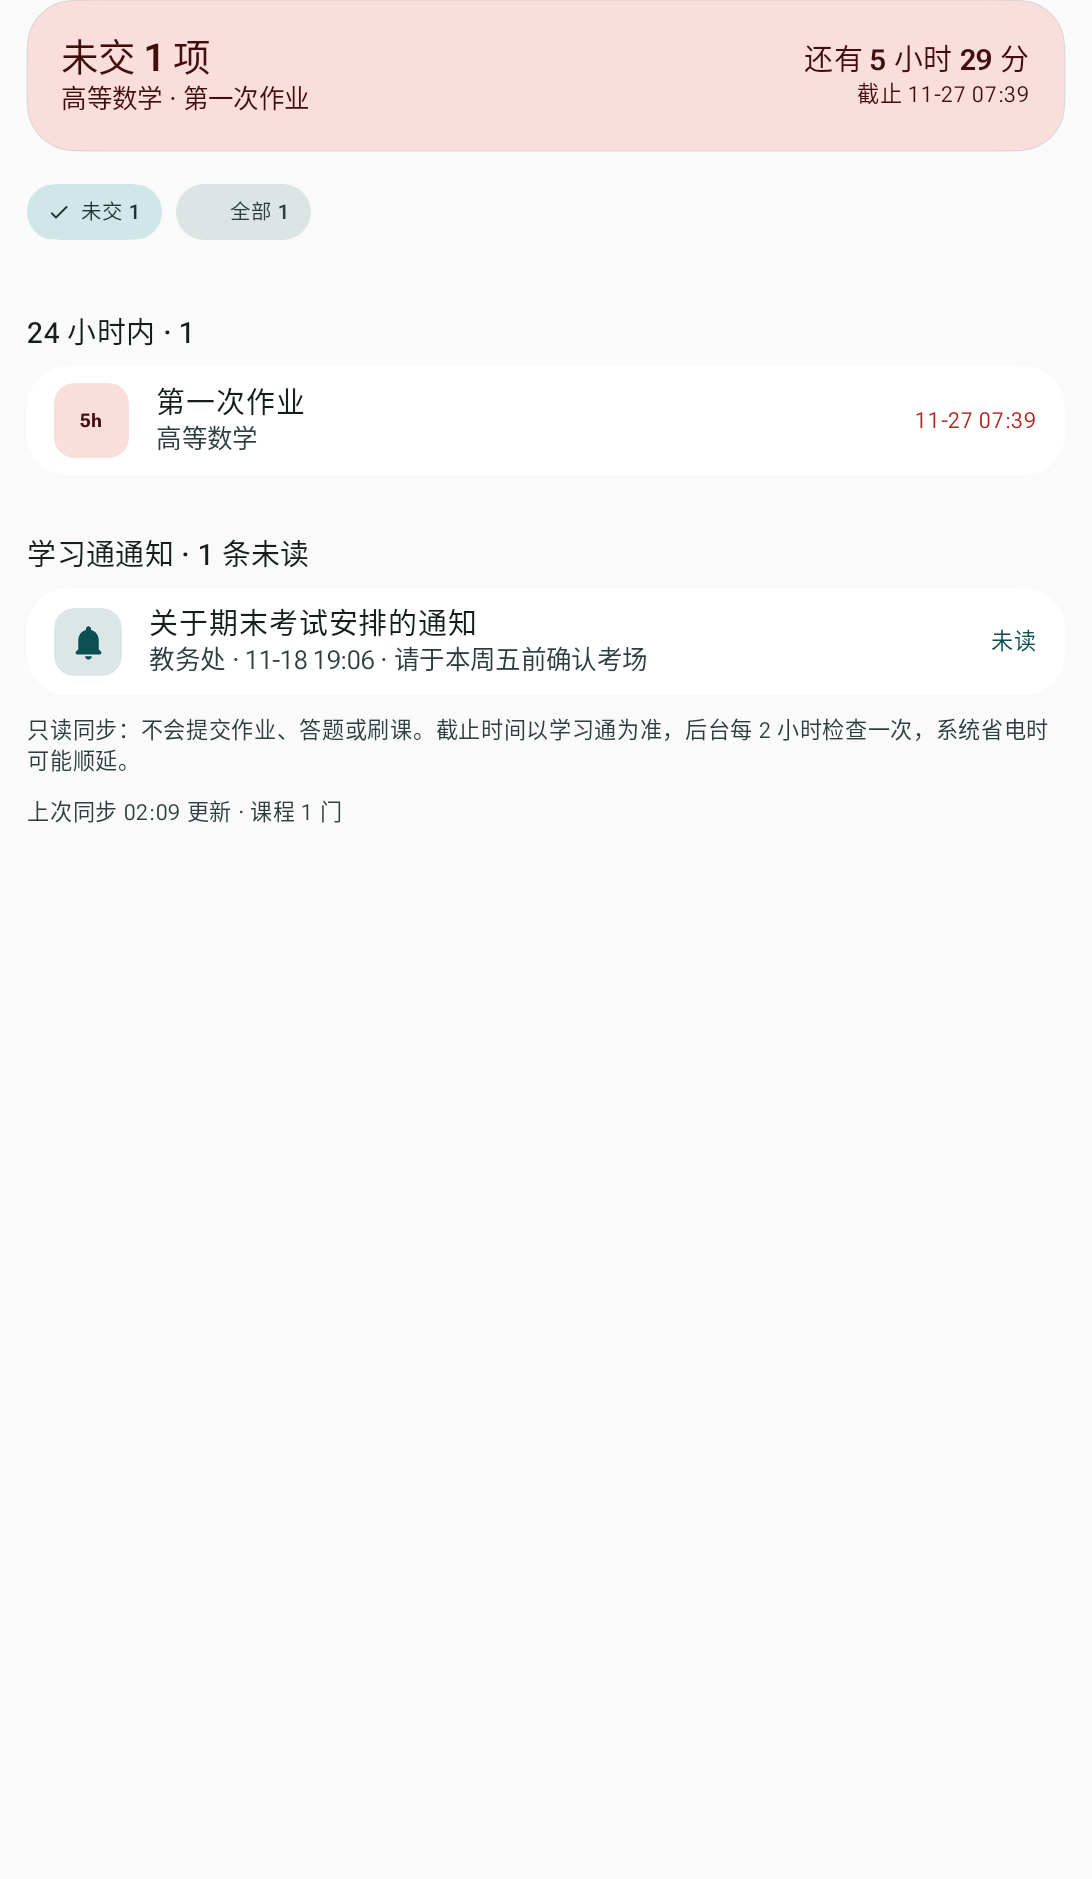 未交 1 项
高等数学 · 第一次作业
还有 5 小时 29 分
截止 11-27 07:39
未交 1
全部 1
24 小时内 · 1
5h
第一次作业
高等数学
11-27 07:39
学习通通知 · 1 条未读
关于期末考试安排的通知
教务处 · 11-18 19:06 · 请于本周五前确认考场
未读
只读同步：不会提交作业、答题或刷课。截止时间以学习通为准，后台每 2 小时检查一次，系统省电时
可能顺延。
上次同步 02:09 更新 · 课程 1 门